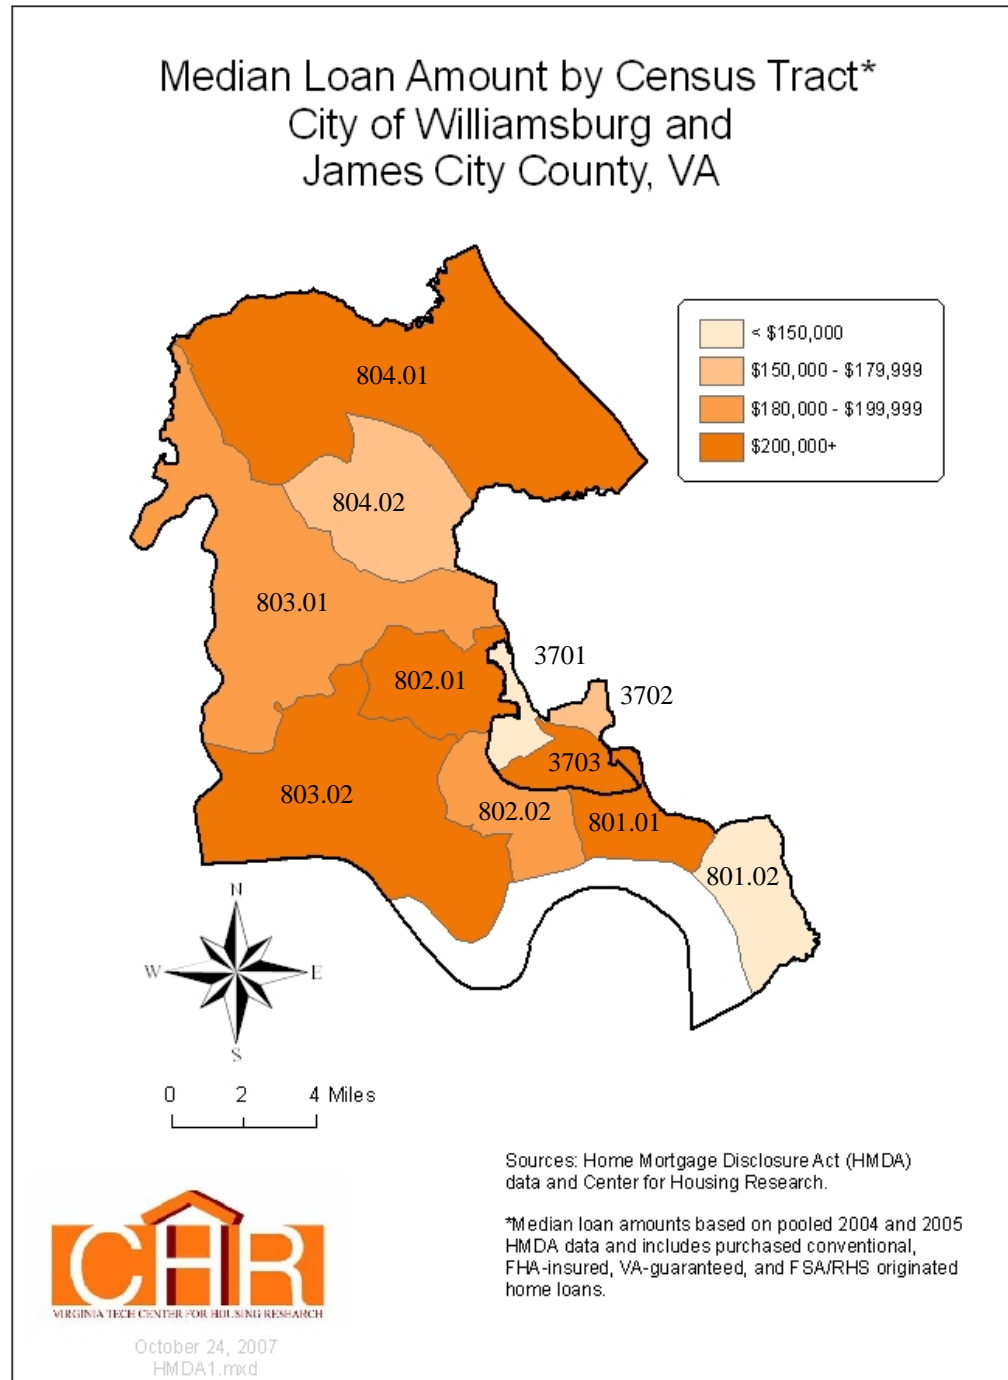 Median Loan Amount by Census Tract*
City of Williamsburg and
James City County, VA
< $150,000
$150,000 - $179,999
$180,000 - $199,999
$200,000+
804.01
804.02
803.01
3701
802.01
3702
3703
803.02
802.02
801.01
801.02
N
W
E
S
0 2 4 Miles
Sources: Home Mortgage Disclosure Act (HMDA)
data and Center for Housing Research.
*Median loan amounts based on pooled 2004 and 2005
HMDA data and includes purchased conventional,
FHA-insured, VA-guaranteed, and FSA/RHS originated
home loans.
CHR
VIRGINIA TECH CENTER FOR HOUSING RESEARCH
October 24, 2007
HMDA1.mxd